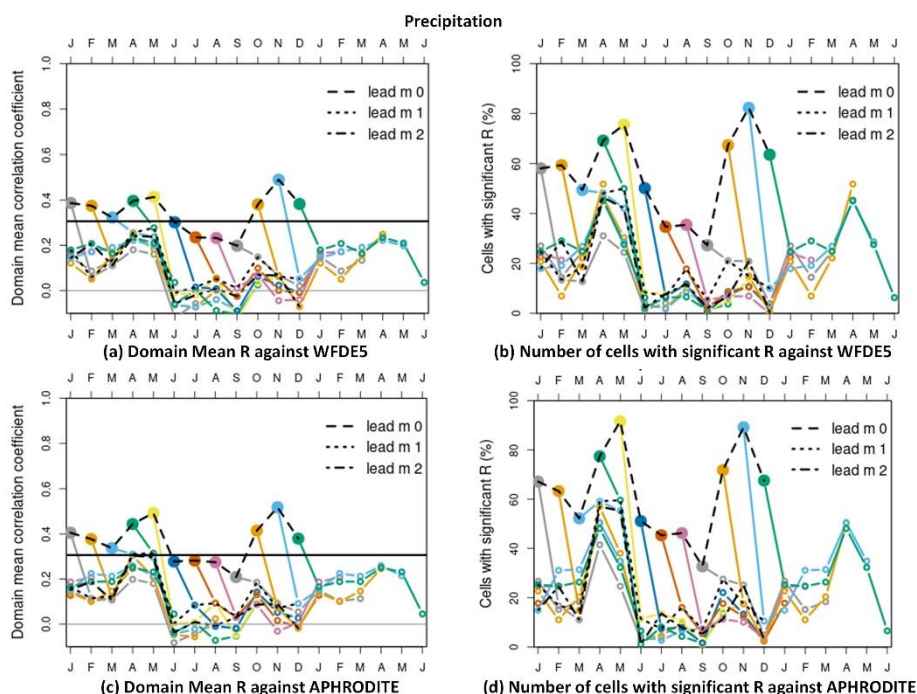 Precipitation
J F M A M J J A S O N D J F M A M J
J F M A M J J A S O N D J F M A M J
Domain mean correlation coefficient
1.0
0.8
0.6
0.4
0.2
0.0
lead m 0
lead m 1
lead m 2
J F M A M J J A S O N D J F M A M J
(a) Domain Mean R against WFDE5
Cells with significant R (%)
100
80
60
40
20
0
lead m 0
lead m 1
lead m 2
J F M A M J J A S O N D J F M A M J
(b) Number of cells with significant R against WFDE5
J F M A M J J A S O N D J F M A M J
J F M A M J J A S O N D J F M A M J
Domain mean correlation coefficient
1.0
0.8
0.6
0.4
0.2
0.0
lead m 0
lead m 1
lead m 2
J F M A M J J A S O N D J F M A M J
(c) Domain Mean R against APHRODITE
Cells with significant R (%)
100
80
60
40
20
0
lead m 0
lead m 1
lead m 2
J F M A M J J A S O N D J F M A M J
(d) Number of cells with significant R against APHRODITE